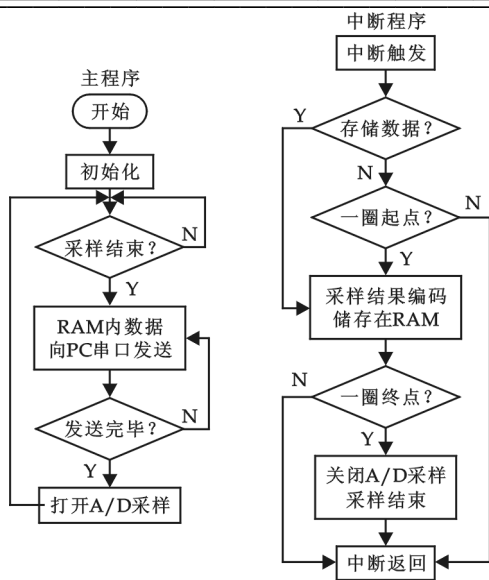 主程序
开始
初始化
采样结束？
N
Y
RAM内数据
向PC串口发送
发送完毕？
N
Y
打开A/D采样
中断程序
中断触发
Y
存储数据？
N
一圈起点？
N
Y
采样结果编码
储存在RAM
N
一圈终点？
Y
关闭A/D采样
采样结束
中断返回